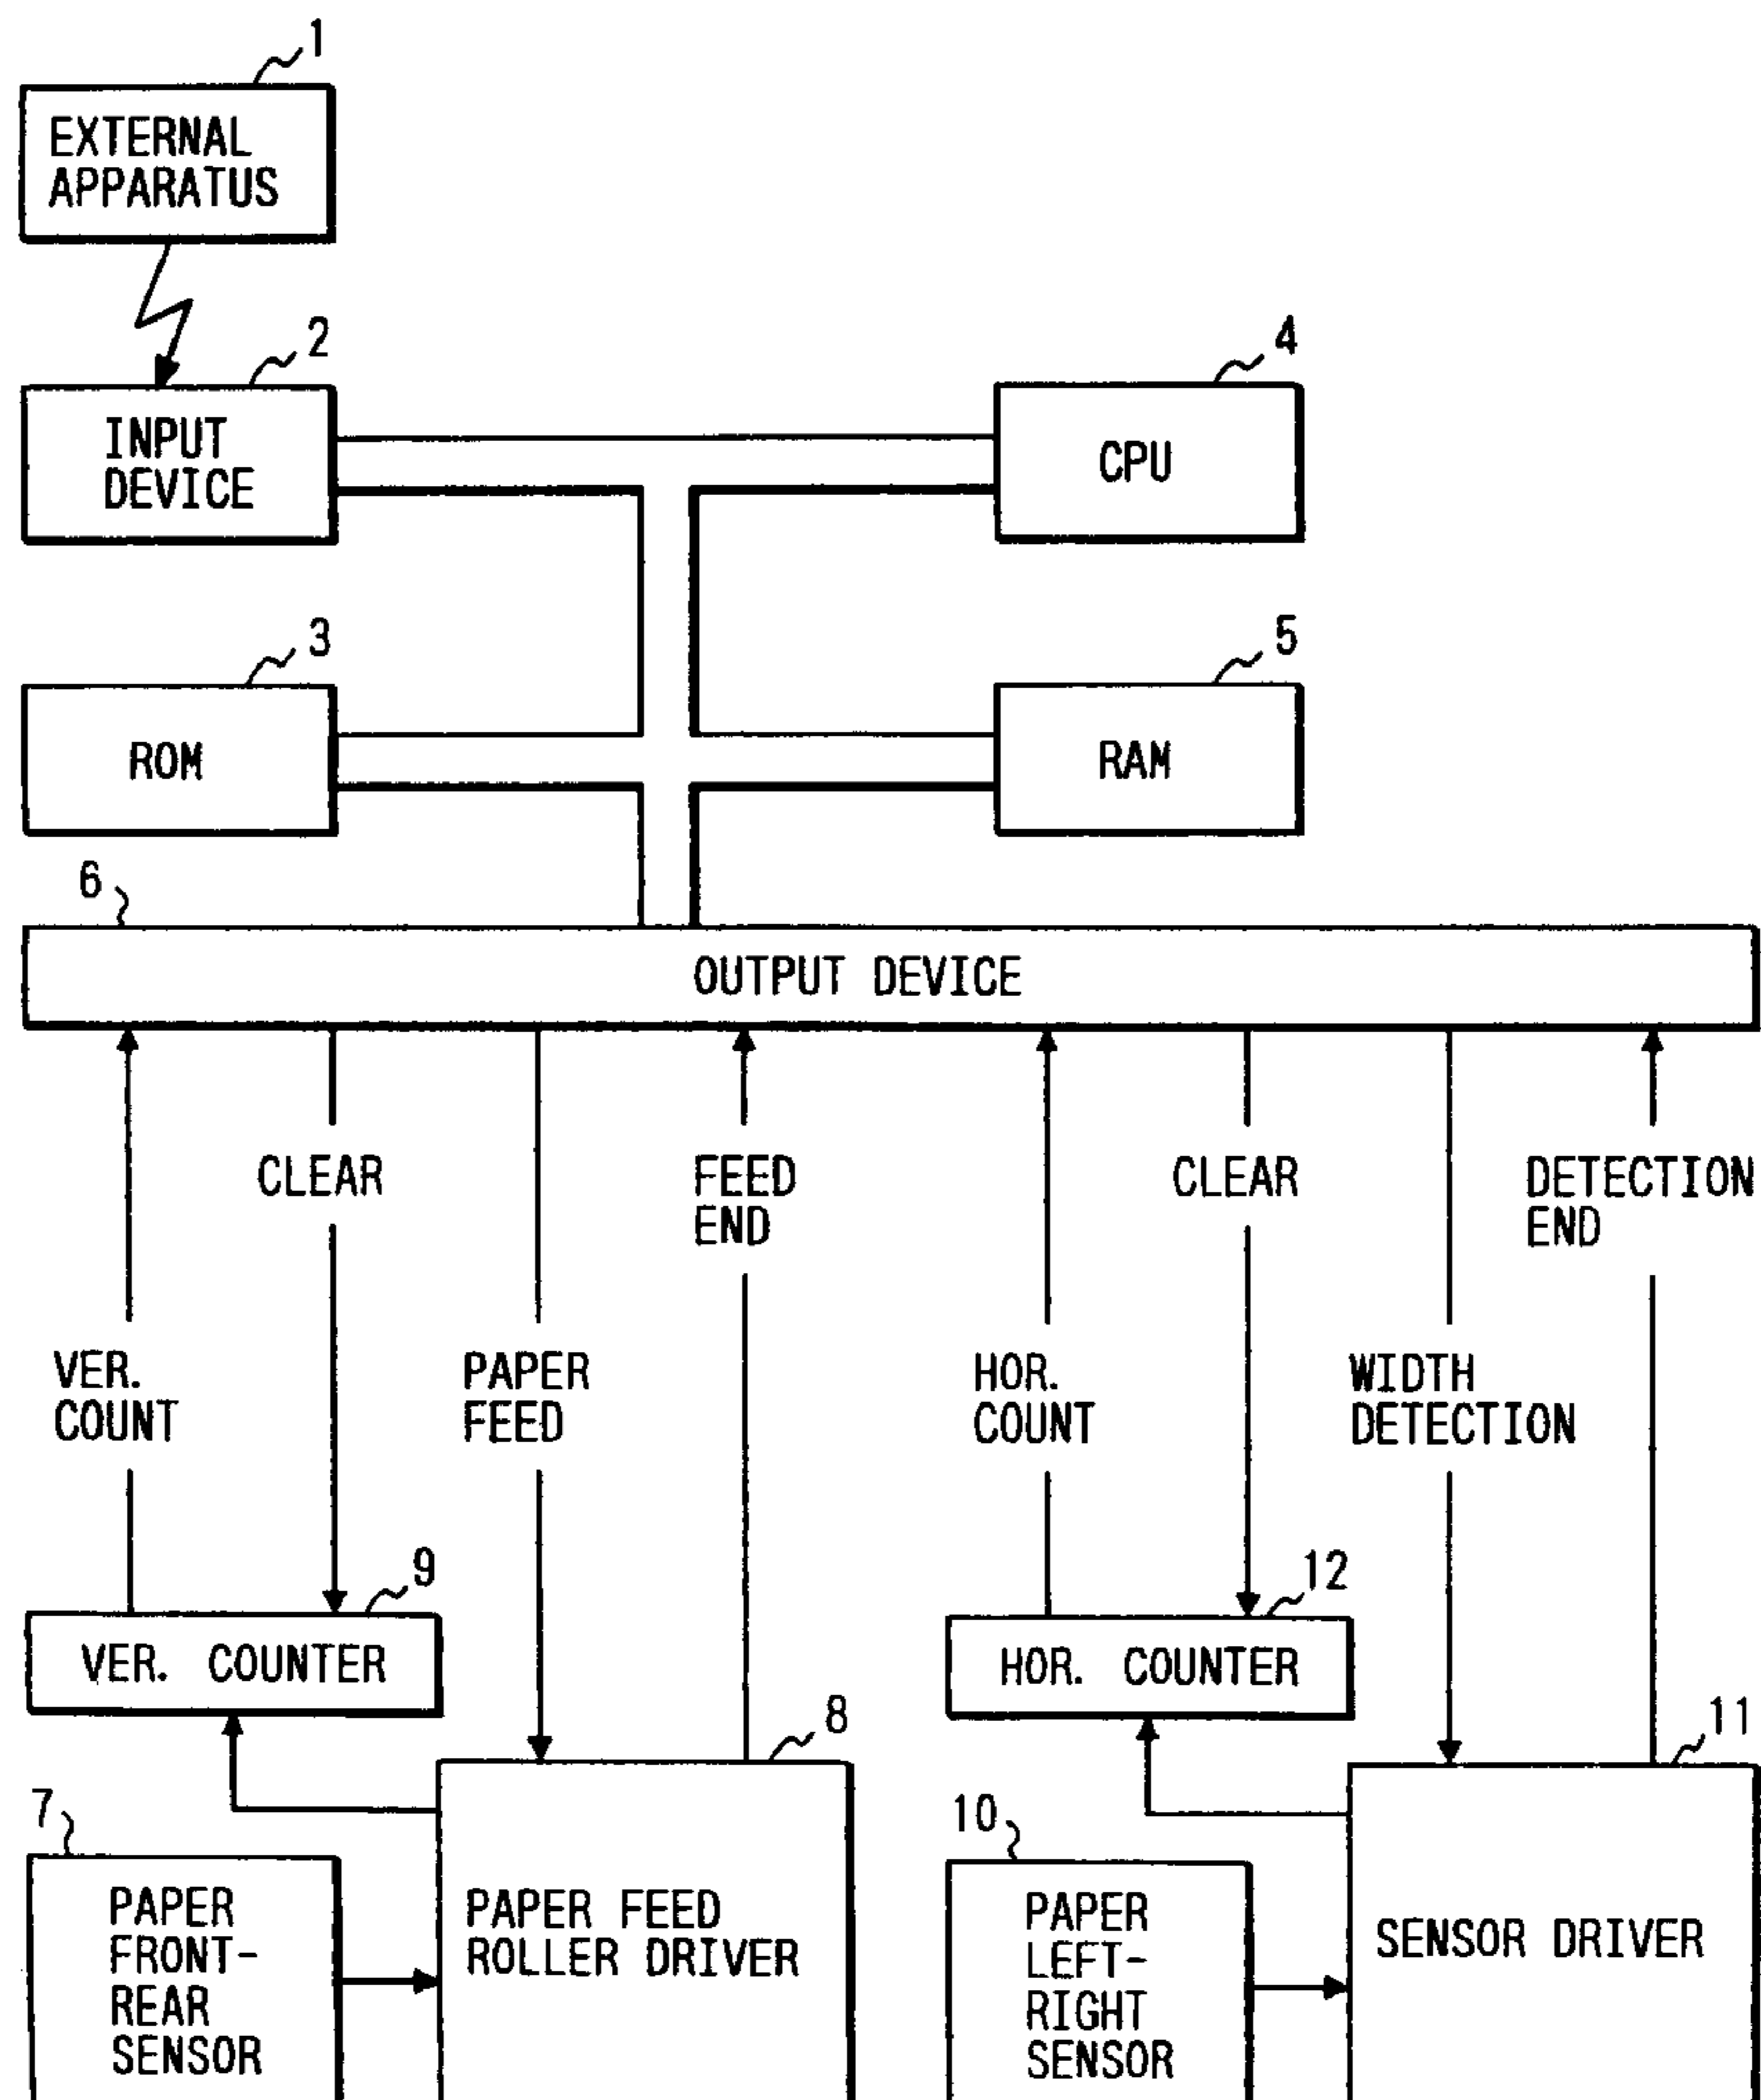 1
EXTERNAL
APPARATUS
2
INPUT
DEVICE
4
CPU
3
ROM
5
RAM
6
OUTPUT DEVICE
CLEAR
FEED
END
CLEAR
DETECTION
END
VER.
COUNT
PAPER
FEED
HOR.
COUNT
WIDTH
DETECTION
9
VER. COUNTER
12
HOR. COUNTER
8
11
7
PAPER
FRONT-
REAR
SENSOR
PAPER FEED
ROLLER DRIVER
10
PAPER
LEFT-
RIGHT
SENSOR
SENSOR DRIVER